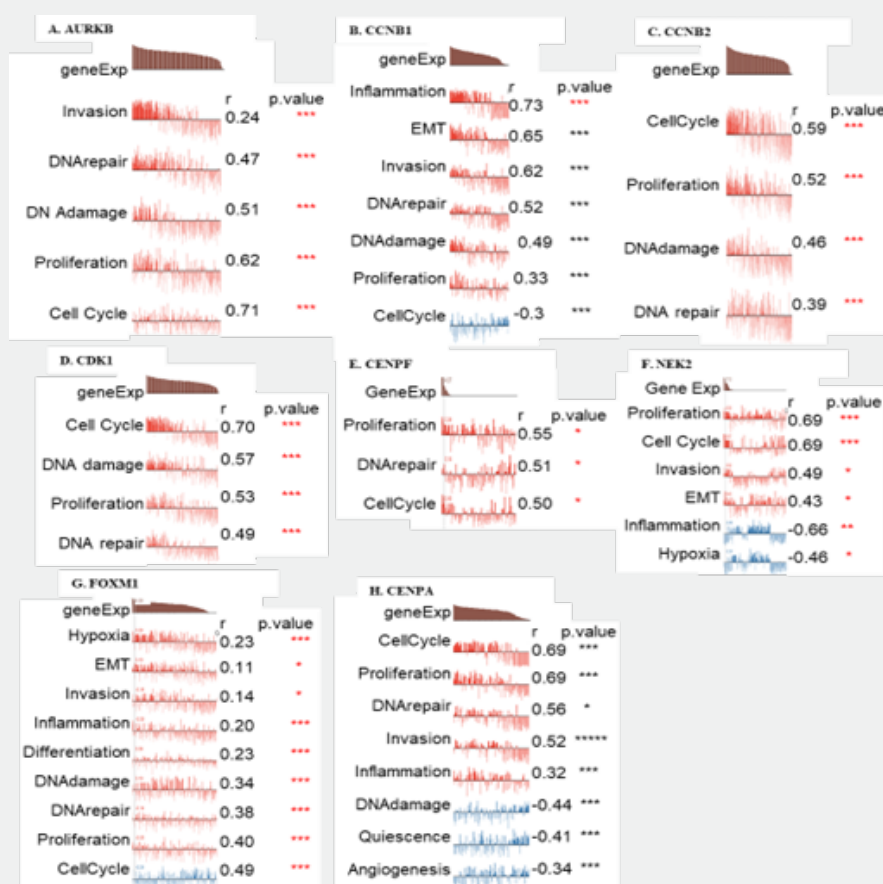 A. AURKB
geneExp
r p.value
Invasion 0.24 ***
DNArepair 0.47 ***
DN Adamage 0.51 ***
Proliferation 0.62 ***
Cell Cycle 0.71 ***
B. CCNB1
geneExp
r p.value
Inflammation 0.73 ***
EMT 0.65 ***
Invasion 0.62 ***
DNArepair 0.52 ***
DNAdamage 0.49 ***
Proliferation 0.33 ***
CellCycle -0.3 ***
C. CCNB2
geneExp
r p.value
CellCycle 0.59 ***
Proliferation 0.52 ***
DNAdamage 0.46 ***
DNA repair 0.39 ***
D. CDK1
geneExp
r p.value
Cell Cycle 0.70 ***
DNA damage 0.57 ***
Proliferation 0.53 ***
DNA repair 0.49 ***
E. CENPF
GeneExp
r p.value
Proliferation 0.55 *
DNArepair 0.51 *
CellCycle 0.50 *
F. NEK2
Gene Exp
r p.value
Proliferation 0.69 ***
Cell Cycle 0.69 ***
Invasion 0.49 *
EMT 0.43 *
Inflammation -0.66 **
Hypoxia -0.46 *
G. FOXM1
geneExp
r p.value
Hypoxia 0.23 ***
EMT 0.11 *
Invasion 0.14 *
Inflammation 0.20 ***
Differentiation 0.23 ***
DNAdamage 0.34 ***
DNArepair 0.38 ***
Proliferation 0.40 ***
CellCycle 0.49 ***
H. CENPA
geneExp
r p.value
CellCycle 0.69 ***
Proliferation 0.69 ***
DNArepair 0.56 *
Invasion 0.52 *****
Inflammation 0.32 ***
DNAdamage -0.44 ***
Quiescence -0.41 ***
Angiogenesis -0.34 ***